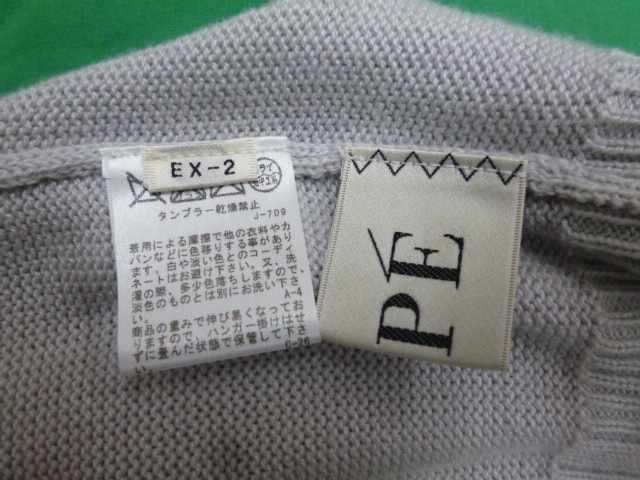 EX-2
タンブラー乾燥禁止
J-709
着用による摩擦で他の衣料やカ
バンなどに色移りする事があり
ます。白や淡い色とのコーディ
ネートはお避け下さい。又、洗
濯の際、多少色落ちしますので、
淡色のものとは別にお洗い下さ
い。
A-4
商品の重みで伸び黒くなってお
りますので、ハンガー掛けはせ
ずに畳んだ状態で保管して下さ
い。
C-26
PÉ